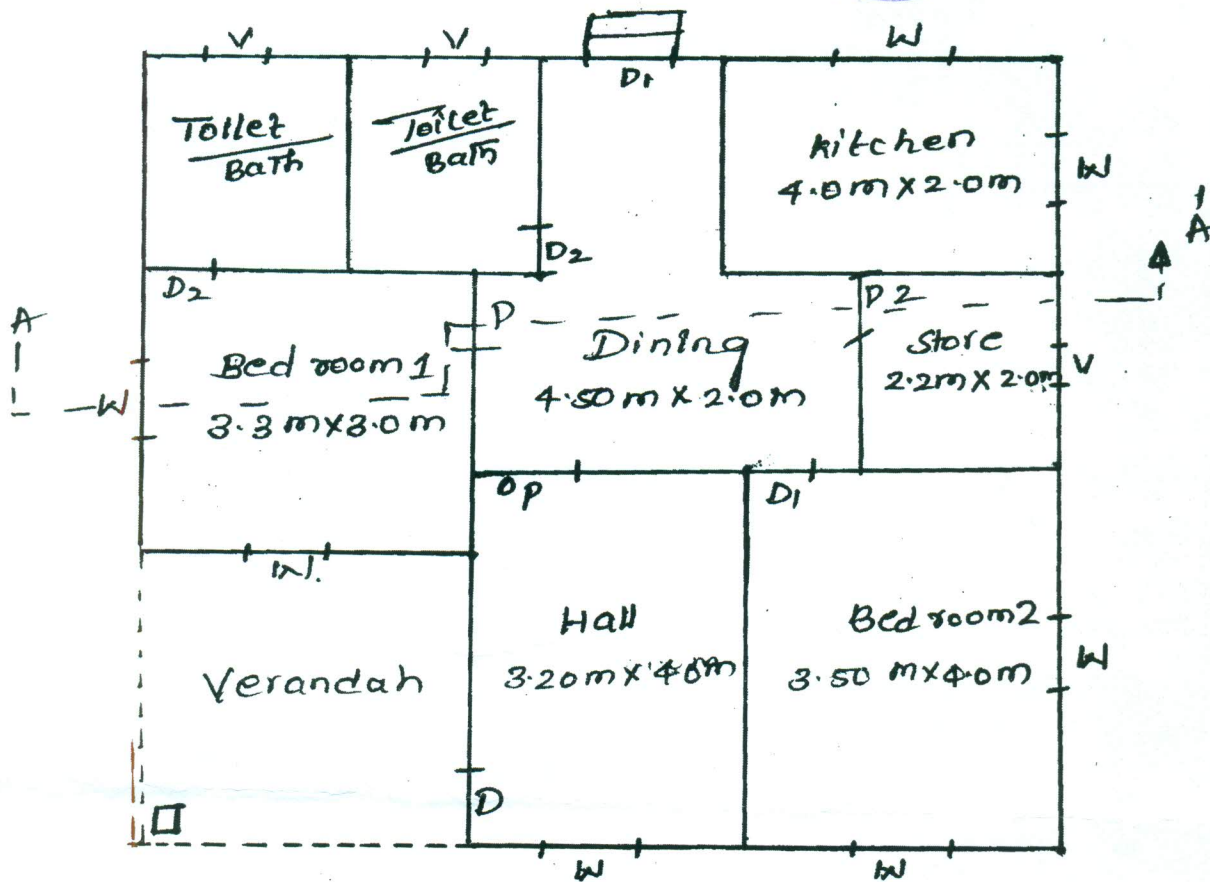 V
V
W
D1
Toilet
Bath
Toilet
Bath
Kitchen
4.0m X 2.0m
W
A
D2
D2
D
D2
A
Bed room 1
3.3m X 3.0m
W
Dining
4.50m X 2.0m
Store
2.2m X 2.0m
V
OP
D1
W.
Hall
3.20m X 4.0m
Bed room 2
3.50 m X 4.0m
W
Verandah
D
W
W